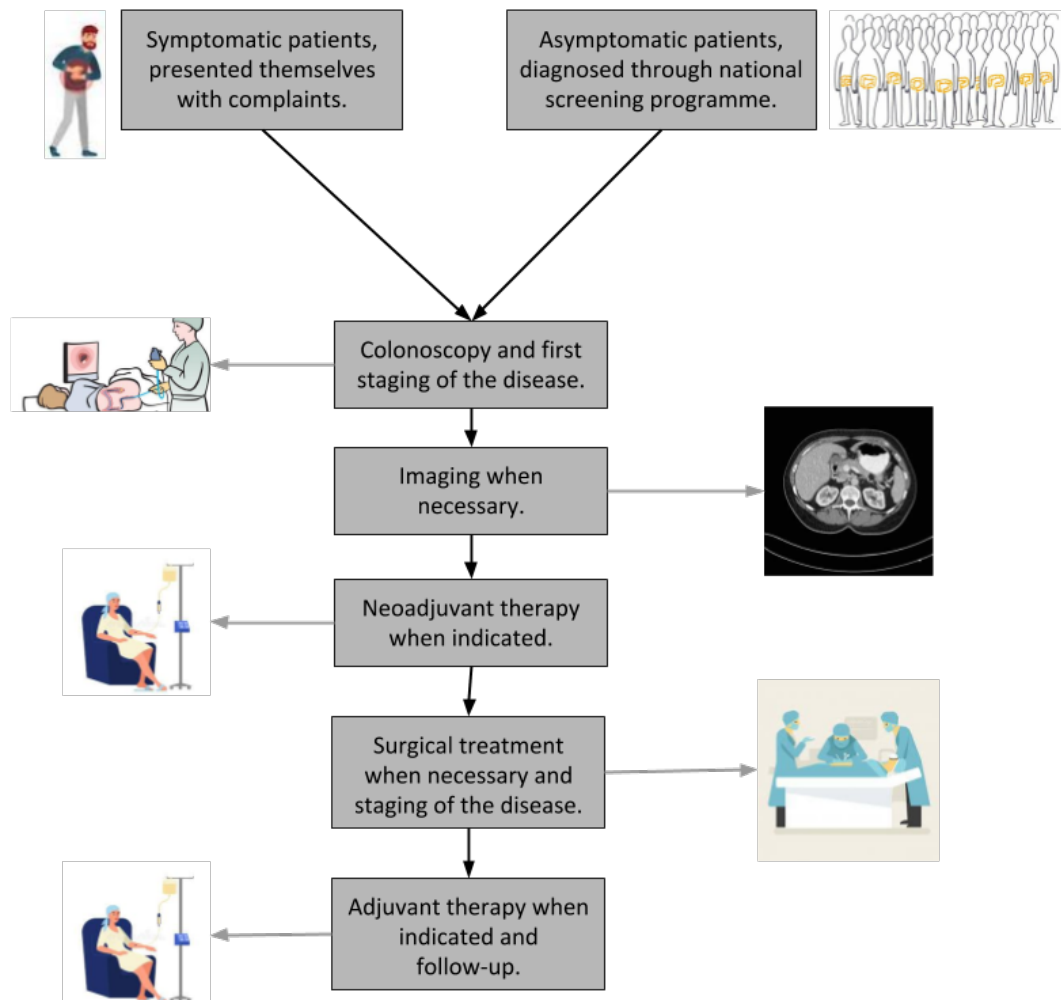 Symptomatic patients,
presented themselves
with complaints.
Asymptomatic patients,
diagnosed through national
screening programme.
Colonoscopy and first
staging of the disease.
Imaging when
necessary.
Neoadjuvant therapy
when indicated.
Surgical treatment
when necessary and
staging of the disease.
Adjuvant therapy when
indicated and
follow-up.